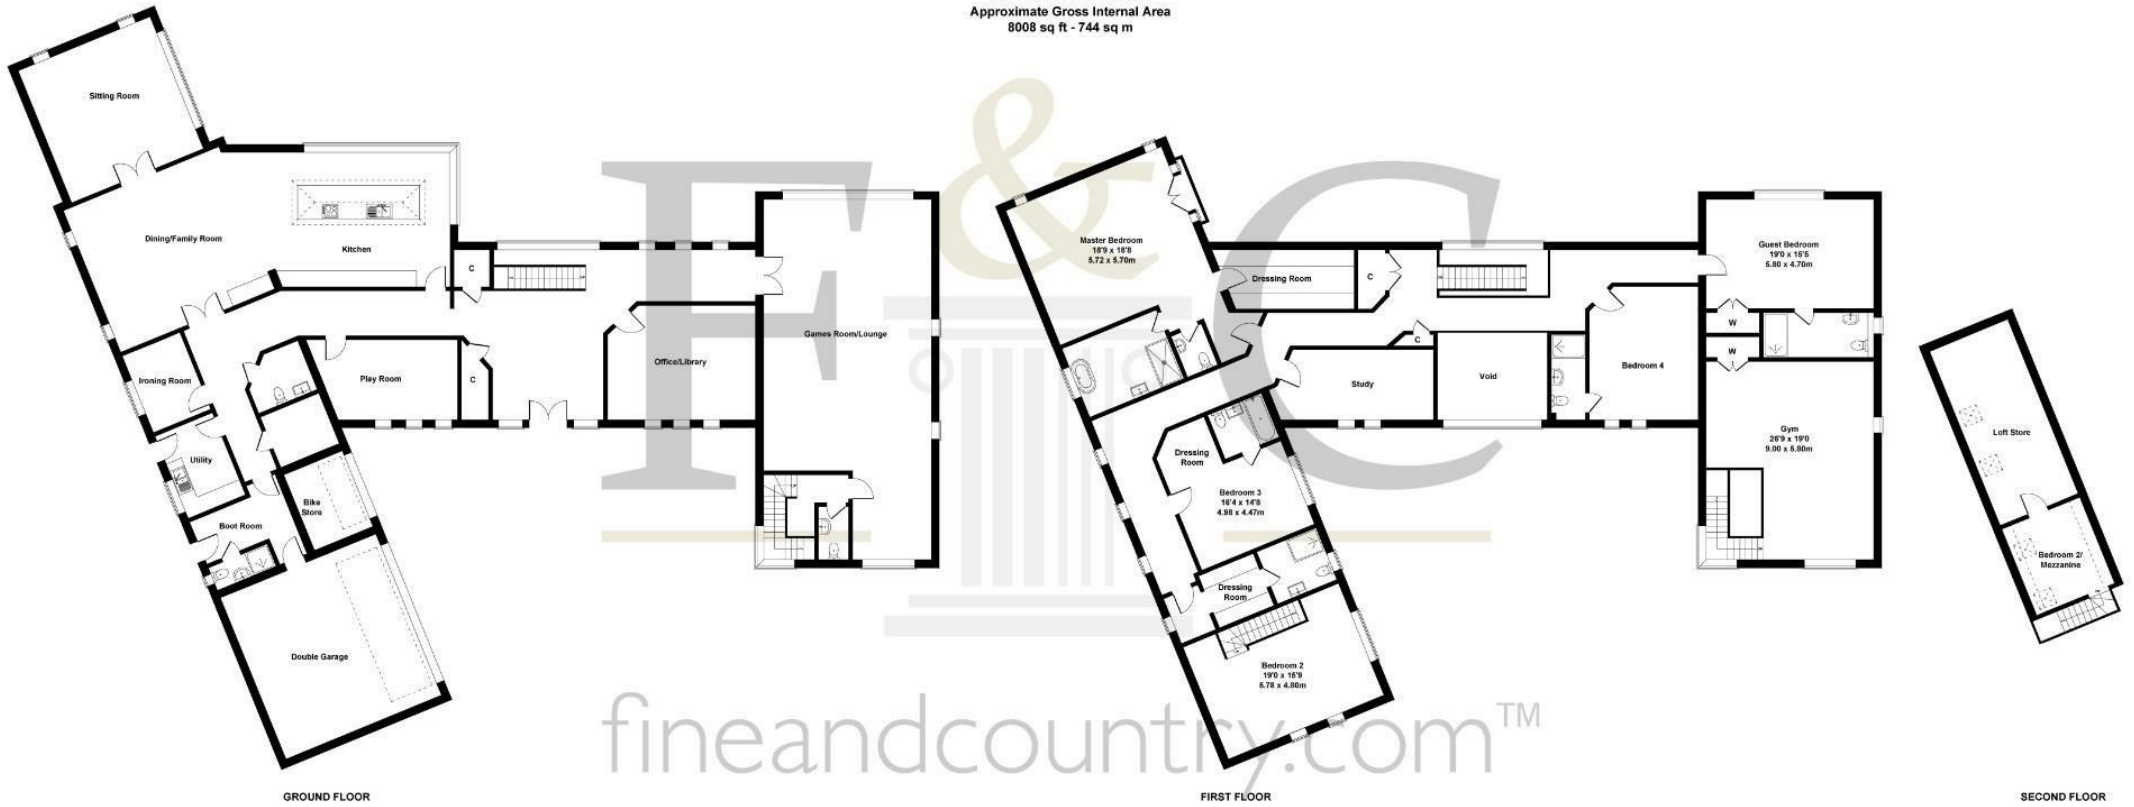 Approximate Gross Internal Area
8008 sq ft - 744 sq m
Sitting Room
Dining/Family Room
Kitchen
C
Games Room/Lounge
Office/Library
Play Room
C
Ironing Room
Utility
Bike
Store
Boot Room
Double Garage
GROUND FLOOR
Master Bedroom
18'9 x 18'8
5.72 x 5.70m
Dressing Room
C
Guest Bedroom
19'0 x 15'5
5.80 x 4.70m
W
W
C
Void
Study
Bedroom 4
Gym
26'9 x 19'0
9.00 x 5.80m
Dressing
Room
Bedroom 3
16'4 x 14'8
4.98 x 4.47m
Dressing
Room
Bedroom 2
19'0 x 15'9
5.78 x 4.80m
FIRST FLOOR
Loft Store
Bedroom 2/
Mezzanine
SECOND FLOOR
F&C
fineandcountry.com™